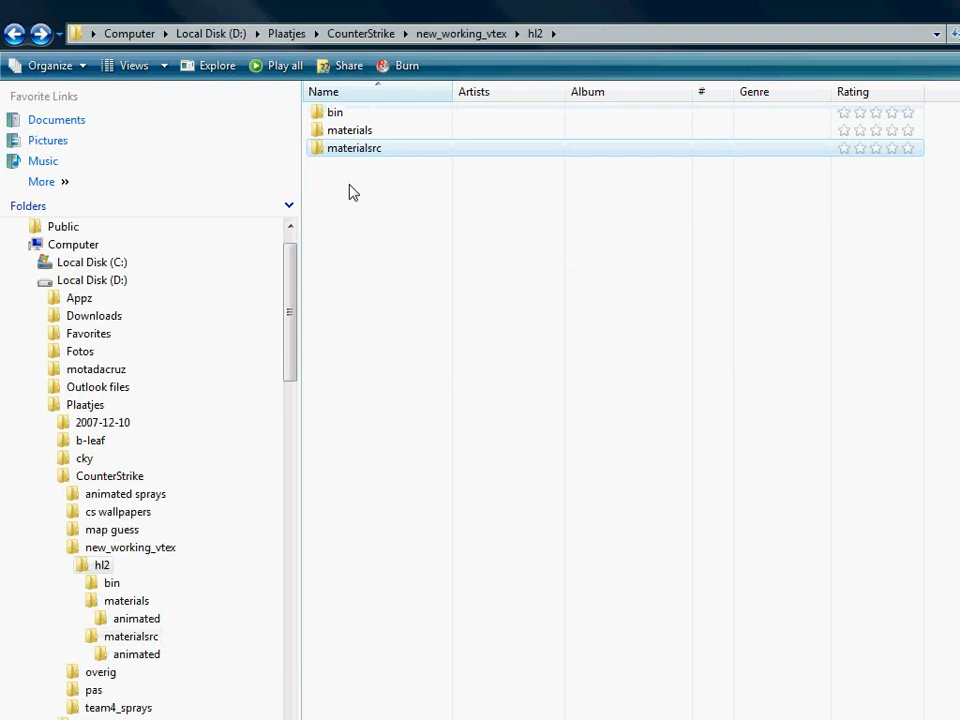 Computer Local Disk (D:) Plaatjes CounterStrike new_working_vtex hl2
Organize Views Explore Play all Share Burn
Favorite Links
Documents
Pictures
Music
More »
Folders
Public
Computer
Local Disk (C:)
Local Disk (D:)
Appz
Downloads
Favorites
Fotos
motadacruz
Outlook files
Plaatjes
2007-12-10
b-leaf
cky
CounterStrike
animated sprays
cs wallpapers
map guess
new_working_vtex
hl2
bin
materials
animated
materialsrc
animated
overig
pas
team4_sprays
Name Artists Album # Genre Rating
bin
materials
materialsrc